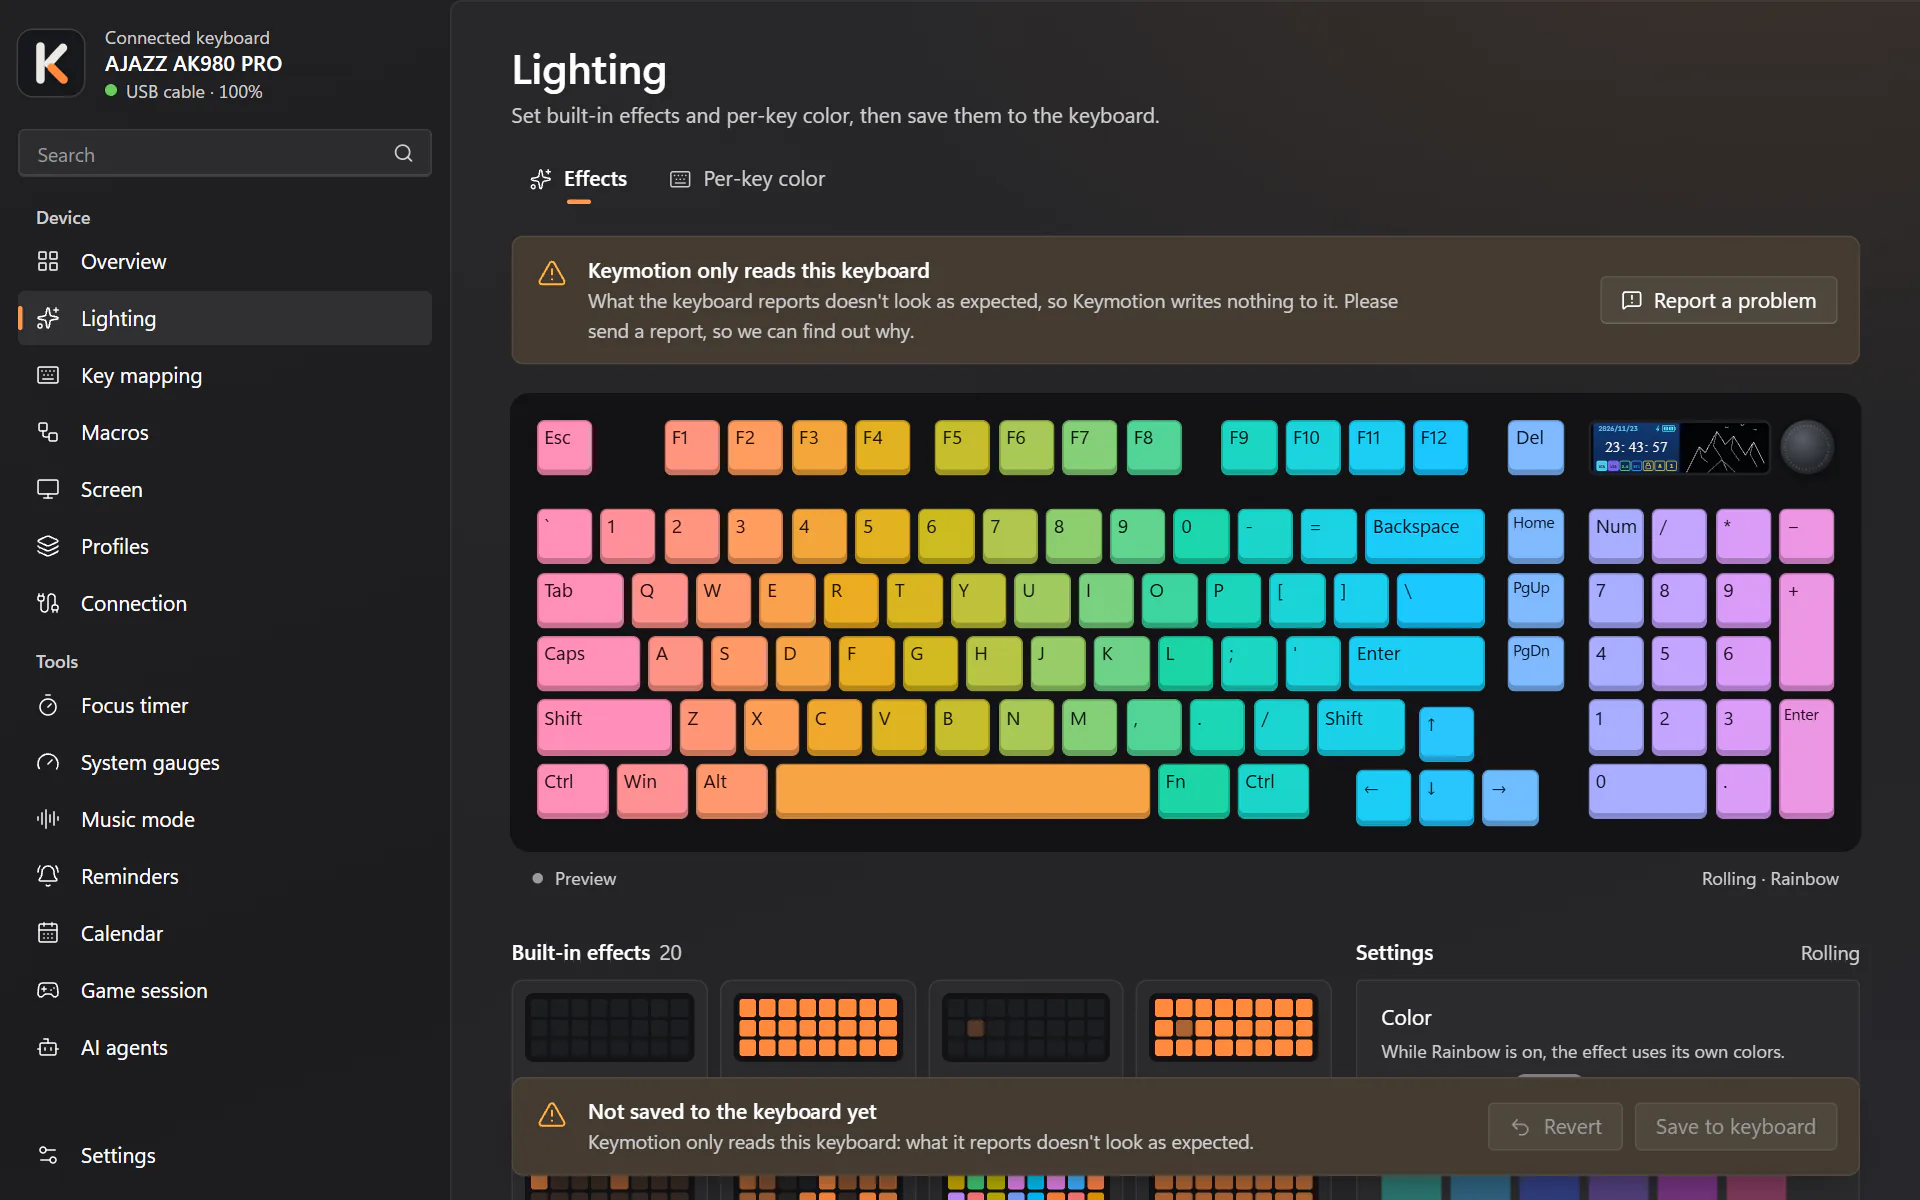 Connected keyboard
AJAZZ AK980 PRO
USB cable · 100%
Search
Device
Overview
Lighting
Key mapping
Macros
Screen
Profiles
Connection
Tools
Focus timer
System gauges
Music mode
Reminders
Calendar
Game session
AI agents
Settings
Lighting
Set built-in effects and per-key color, then save them to the keyboard.
Effects
Per-key color
Keymotion only reads this keyboard
What the keyboard reports doesn't look as expected, so Keymotion writes nothing to it. Please
send a report, so we can find out why.
Report a problem
Esc F1 F2 F3 F4 F5 F6 F7 F8 F9 F10 F11 F12 Del
2026/11/23
23: 43: 57
` 1 2 3 4 5 6 7 8 9 0 - = Backspace Home Num / * −
Tab Q W E R T Y U I O P [ ] \ PgUp 7 8 9 +
Caps A S D F G H J K L ; ' Enter PgDn 4 5 6
Shift Z X C V B N M , . / Shift ↑ 1 2 3 Enter
Ctrl Win Alt Fn Ctrl ← ↓ → 0 .
Preview
Rolling · Rainbow
Built-in effects 20
Settings
Rolling
Color
While Rainbow is on, the effect uses its own colors.
Not saved to the keyboard yet
Keymotion only reads this keyboard: what it reports doesn't look as expected.
Revert
Save to keyboard